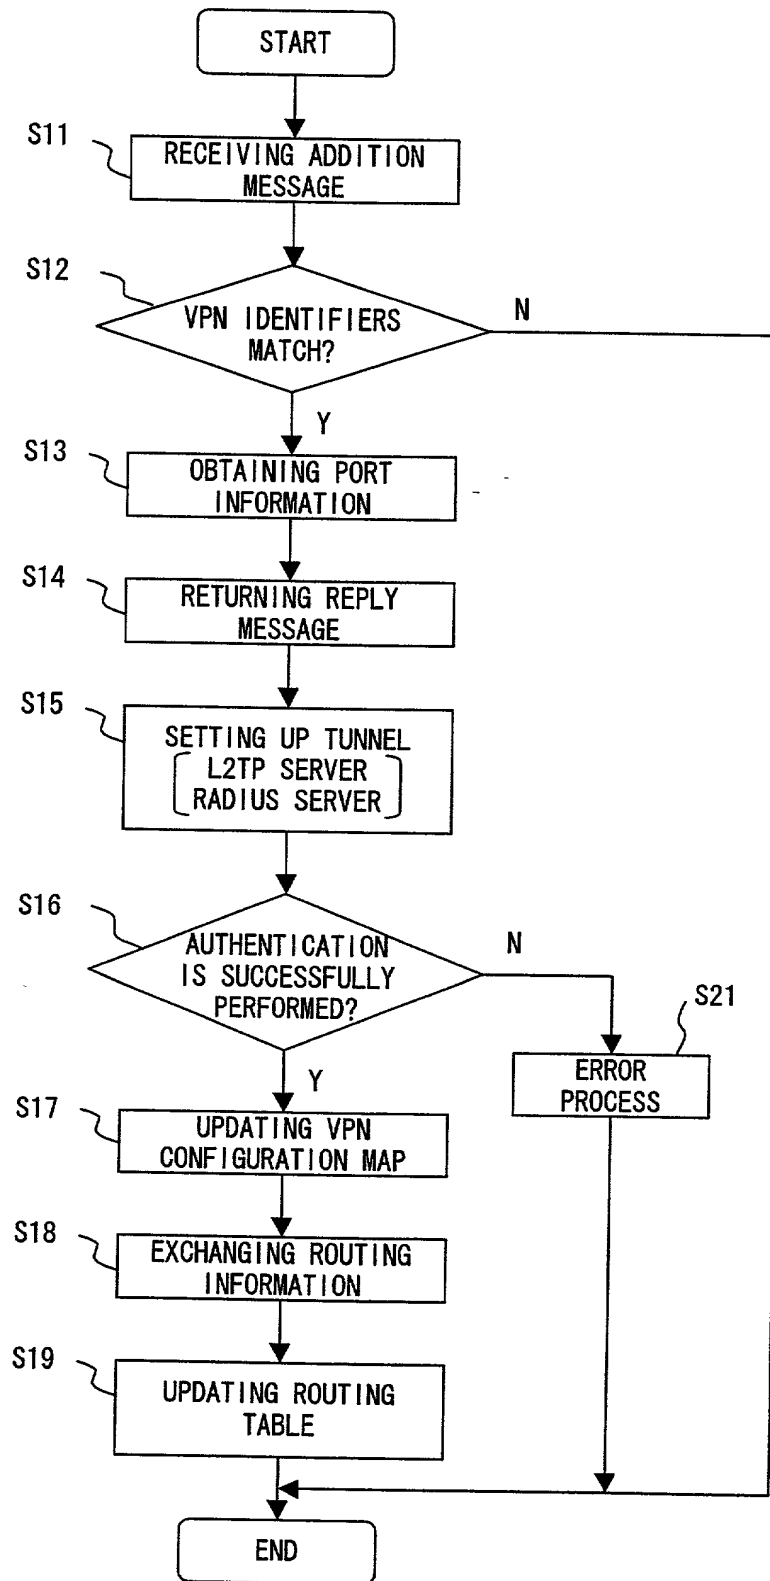 START
S11
RECEIVING ADDITION
MESSAGE
S12
VPN IDENTIFIERS
MATCH?
N
Y
S13
OBTAINING PORT
INFORMATION
S14
RETURNING REPLY
MESSAGE
S15
SETTING UP TUNNEL
L2TP SERVER
RADIUS SERVER
S16
AUTHENTICATION
IS SUCCESSFULLY
PERFORMED?
N
Y
S21
ERROR
PROCESS
S17
UPDATING VPN
CONFIGURATION MAP
S18
EXCHANGING ROUTING
INFORMATION
S19
UPDATING ROUTING
TABLE
END